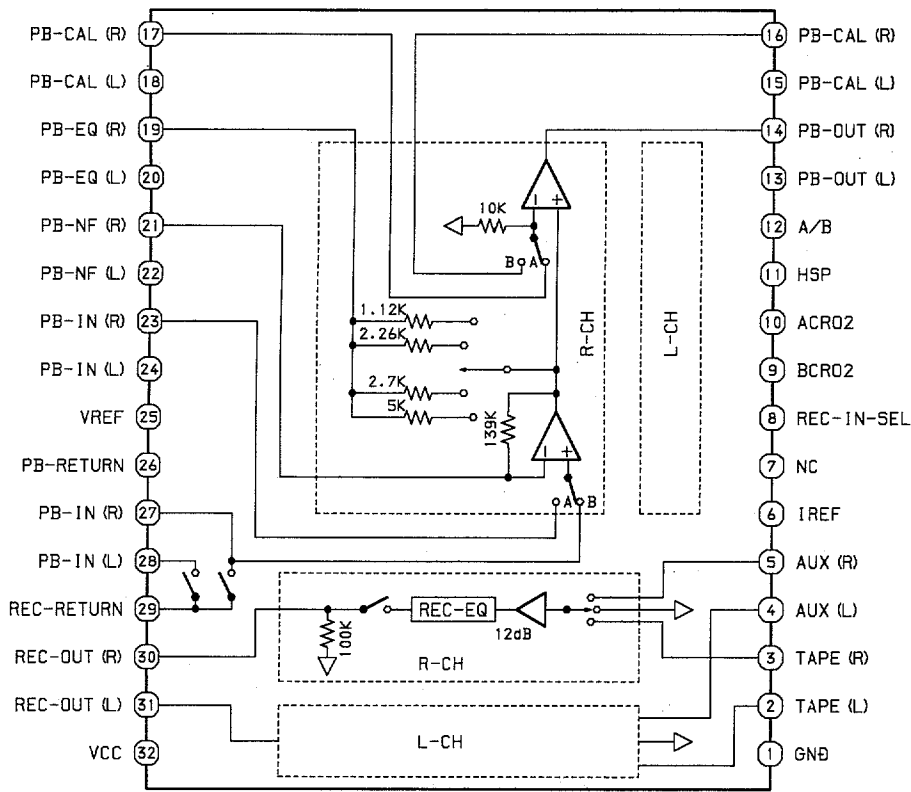 PB-CAL (R) 17
16 PB-CAL (R)
PB-CAL (L) 18
15 PB-CAL (L)
PB-EQ (R) 19
14 PB-OUT (R)
PB-EQ (L) 20
13 PB-OUT (L)
PB-NF (R) 21
12 A/B
PB-NF (L) 22
11 HSP
PB-IN (R) 23
10 ACRO2
PB-IN (L) 24
9 BCRO2
VREF 25
8 REC-IN-SEL
PB-RETURN 26
7 NC
PB-IN (R) 27
6 IREF
PB-IN (L) 28
5 AUX (R)
REC-RETURN 29
4 AUX (L)
REC-OUT (R) 30
3 TAPE (R)
REC-OUT (L) 31
2 TAPE (L)
VCC 32
1 GND
- +
10K
B A
1.12K
2.26K
2.7K
5K
139K
- +
A B
R-CH
L-CH
REC-EQ
12dB
100K
R-CH
L-CH